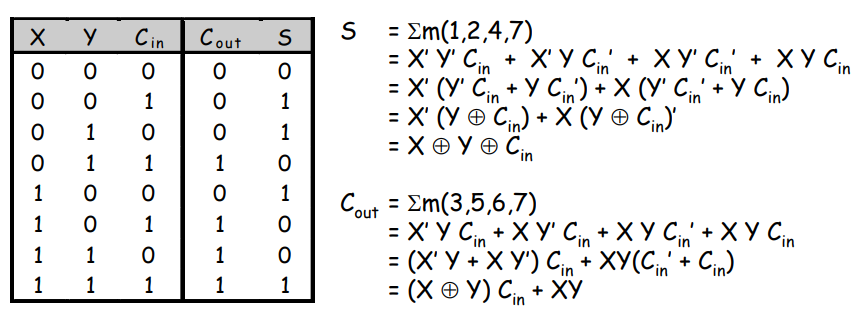 X Y Cin Cout S
0 0 0 0 0
0 0 1 0 1
0 1 0 0 1
0 1 1 1 0
1 0 0 0 1
1 0 1 1 0
1 1 0 1 0
1 1 1 1 1
S = Σm(1,2,4,7)
= X' Y' Cin + X' Y Cin' + X Y' Cin' + X Y Cin
= X' (Y' Cin + Y Cin') + X (Y' Cin' + Y Cin)
= X' (Y ⊕ Cin) + X (Y ⊕ Cin)'
= X ⊕ Y ⊕ Cin
Cout = Σm(3,5,6,7)
= X' Y Cin + X Y' Cin + X Y Cin' + X Y Cin
= (X' Y + X Y') Cin + XY(Cin' + Cin)
= (X ⊕ Y) Cin + XY